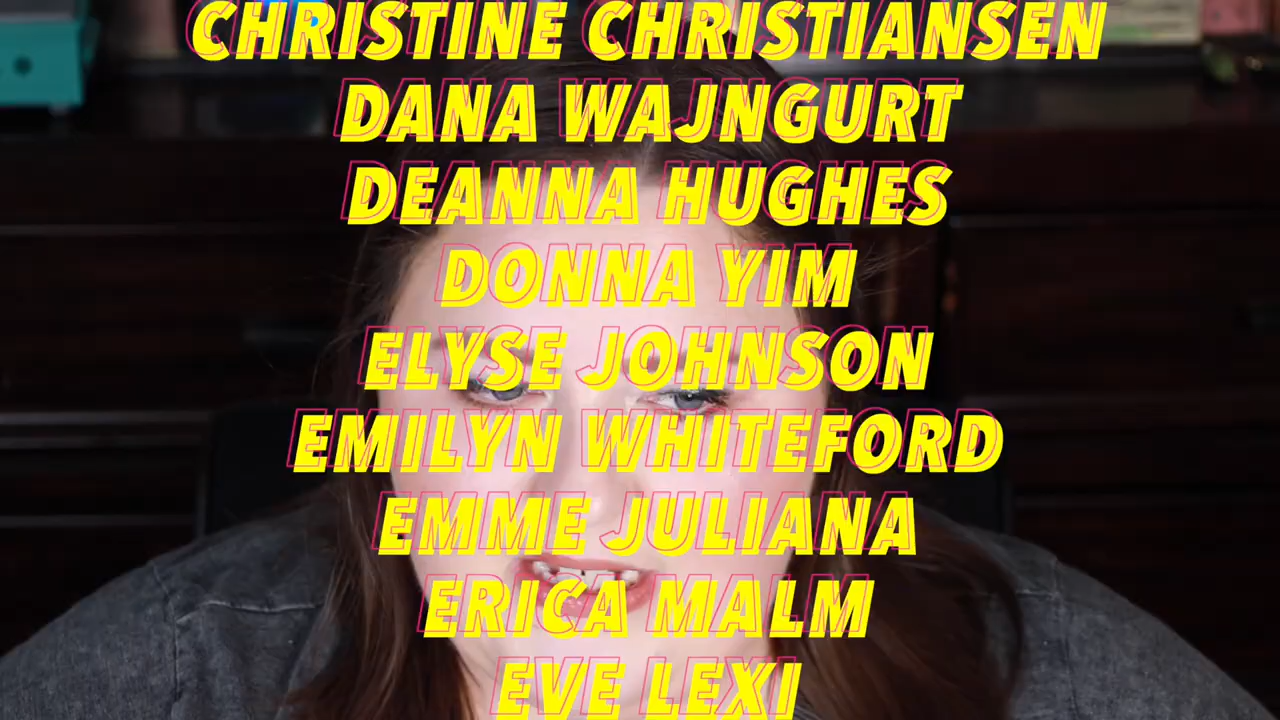 CHRISTINE CHRISTIANSEN
DANA WAJNGURT
DEANNA HUGHES
DONNA YIM
ELYSE JOHNSON
EMILYN WHITEFORD
EMME JULIANA
ERICA MALM
EVE LEXI